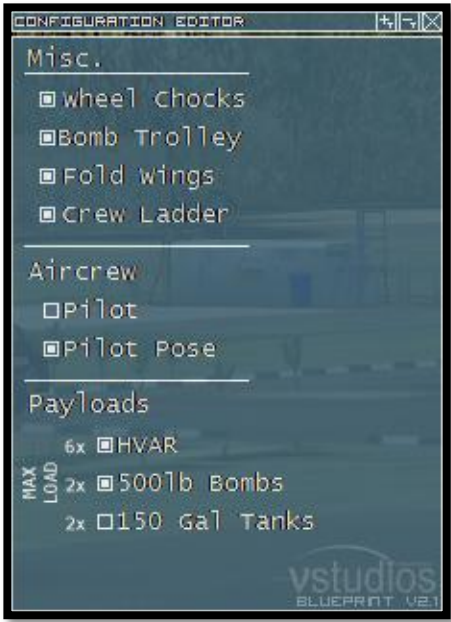 CONFIGURATION EDITOR
Misc.
Wheel Chocks
Bomb Trolley
Fold Wings
Crew Ladder
Aircrew
Pilot
Pilot Pose
Payloads
6x HVAR
MAX LOAD
2x 500lb Bombs
2x 150 Gal Tanks
vstudios
BLUEPRINT V2.1